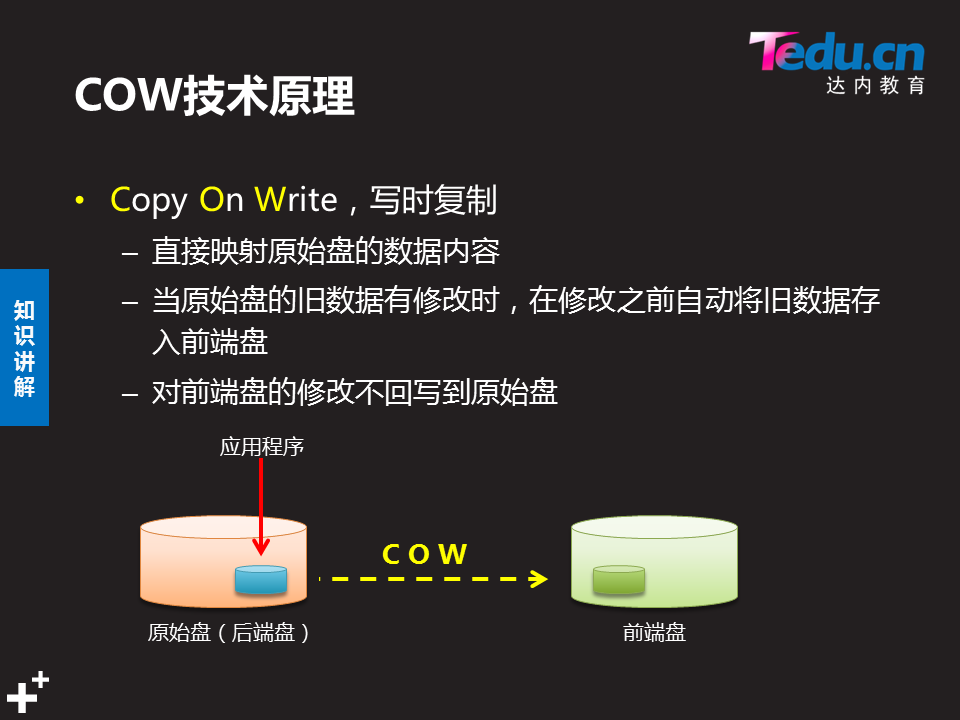 Tedu.cn
达内教育
COW技术原理
• Copy On Write，写时复制
– 直接映射原始盘的数据内容
– 当原始盘的旧数据有修改时，在修改之前自动将旧数据存
入前端盘
– 对前端盘的修改不回写到原始盘
知
识
讲
解
应用程序
C O W
原始盘（后端盘）
前端盘